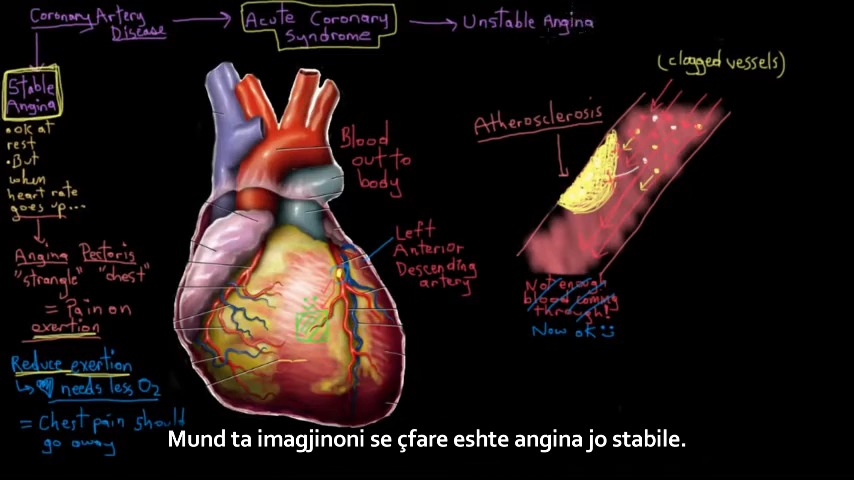 Coronary Artery
Disease
Acute Coronary
Syndrome
Unstable Angina
Stable
Angina
• ok at
rest
• But
when
heart rate
goes up...
Angina Pectoris
"strangle" "chest"
= Pain on
exertion
Reduce exertion
needs less O2
= Chest pain should
go away
Blood
out to
body
Left
Anterior
Descending
artery
(clogged vessels)
Atherosclerosis
Not enough
blood coming
through!
Now ok
Mund ta imagjinoni se çfare eshte angina jo stabile.